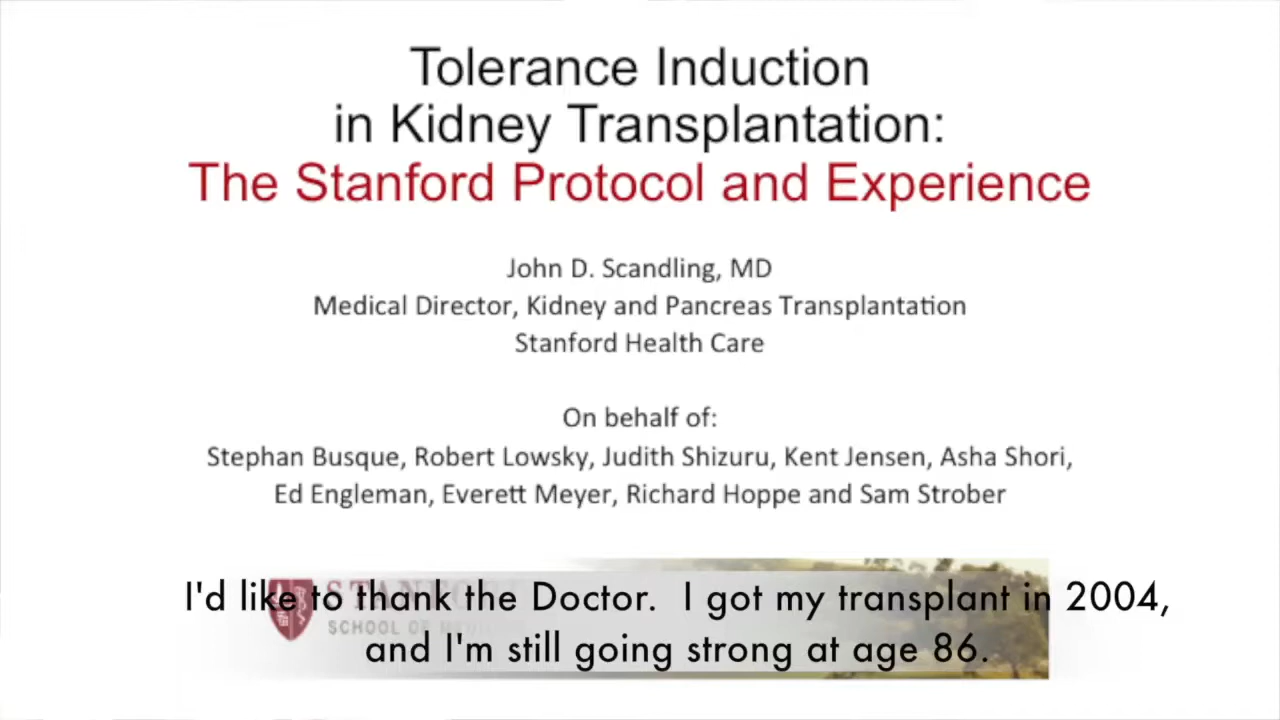 Tolerance Induction
in Kidney Transplantation:
The Stanford Protocol and Experience
John D. Scandling, MD
Medical Director, Kidney and Pancreas Transplantation
Stanford Health Care
On behalf of:
Stephan Busque, Robert Lowsky, Judith Shizuru, Kent Jensen, Asha Shori,
Ed Engleman, Everett Meyer, Richard Hoppe and Sam Strober
I'd like to thank the Doctor.  I got my transplant in 2004,
and I'm still going strong at age 86.
SCHOOL OF